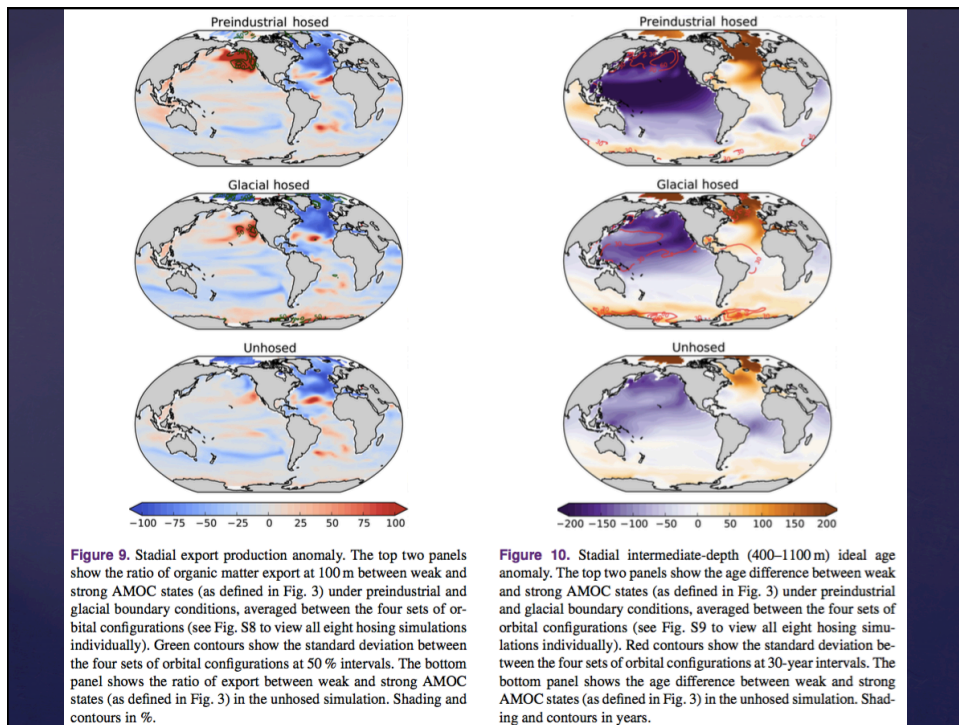 Preindustrial hosed
Glacial hosed
Unhosed
−100 −75 −50 −25 0 25 50 75 100
Figure 9. Stadial export production anomaly. The top two panels
show the ratio of organic matter export at 100 m between weak and
strong AMOC states (as defined in Fig. 3) under preindustrial and
glacial boundary conditions, averaged between the four sets of or-
bital configurations (see Fig. S8 to view all eight hosing simulations
individually). Green contours show the standard deviation between
the four sets of orbital configurations at 50 % intervals. The bottom
panel shows the ratio of export between weak and strong AMOC
states (as defined in Fig. 3) in the unhosed simulation. Shading and
contours in %.
Preindustrial hosed
Glacial hosed
Unhosed
−200 −150 −100 −50 0 50 100 150 200
Figure 10. Stadial intermediate-depth (400–1100 m) ideal age
anomaly. The top two panels show the age difference between weak
and strong AMOC states (as defined in Fig. 3) under preindustrial
and glacial boundary conditions, averaged between the four sets of
orbital configurations (see Fig. S9 to view all eight hosing simu-
lations individually). Red contours show the standard deviation be-
tween the four sets of orbital configurations at 30-year intervals. The
bottom panel shows the age difference between weak and strong
AMOC states (as defined in Fig. 3) in the unhosed simulation. Shad-
ing and contours in years.